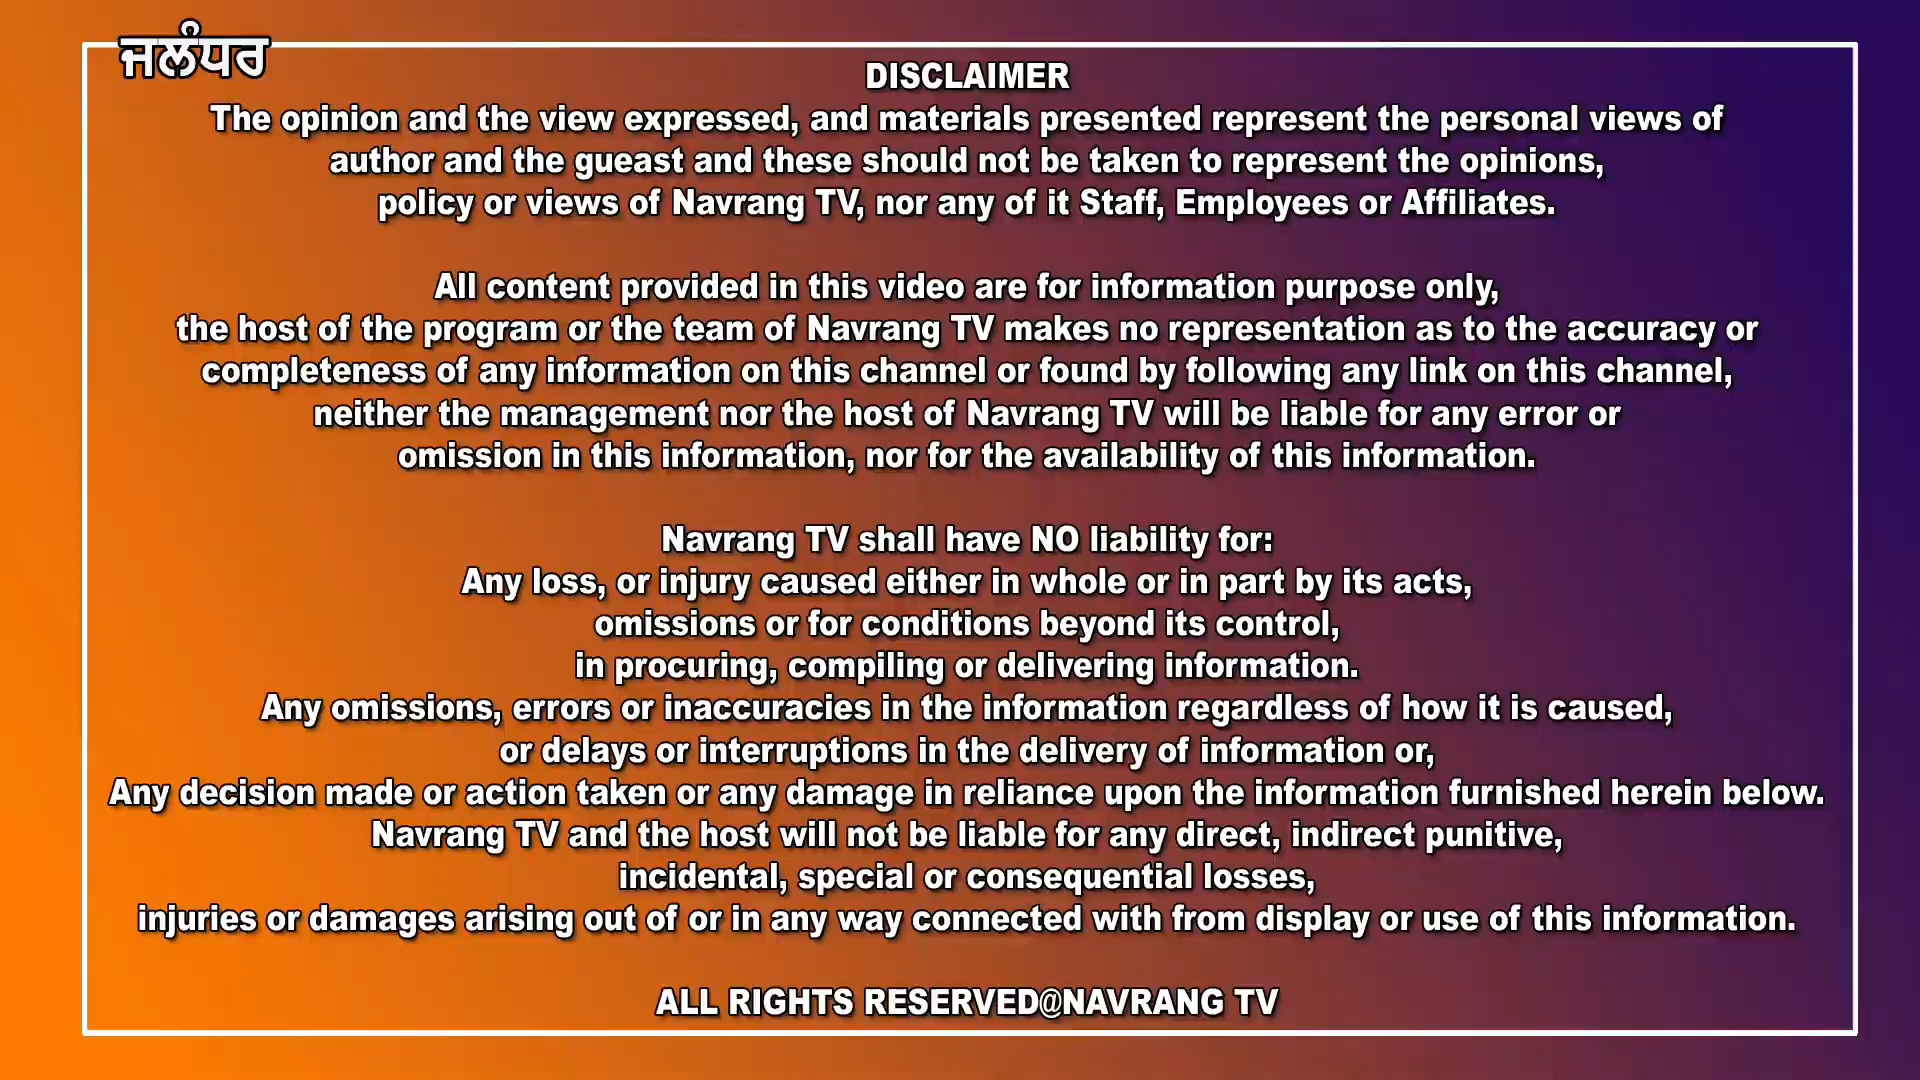 ਜਲੰਧਰ
DISCLAIMER
The opinion and the view expressed, and materials presented represent the personal views of
author and the gueast and these should not be taken to represent the opinions,
policy or views of Navrang TV, nor any of it Staff, Employees or Affiliates.
All content provided in this video are for information purpose only,
the host of the program or the team of Navrang TV makes no representation as to the accuracy or
completeness of any information on this channel or found by following any link on this channel,
neither the management nor the host of Navrang TV will be liable for any error or
omission in this information, nor for the availability of this information.
Navrang TV shall have NO liability for:
Any loss, or injury caused either in whole or in part by its acts,
omissions or for conditions beyond its control,
in procuring, compiling or delivering information.
Any omissions, errors or inaccuracies in the information regardless of how it is caused,
or delays or interruptions in the delivery of information or,
Any decision made or action taken or any damage in reliance upon the information furnished herein below.
Navrang TV and the host will not be liable for any direct, indirect punitive,
incidental, special or consequential losses,
injuries or damages arising out of or in any way connected with from display or use of this information.
ALL RIGHTS RESERVED@NAVRANG TV